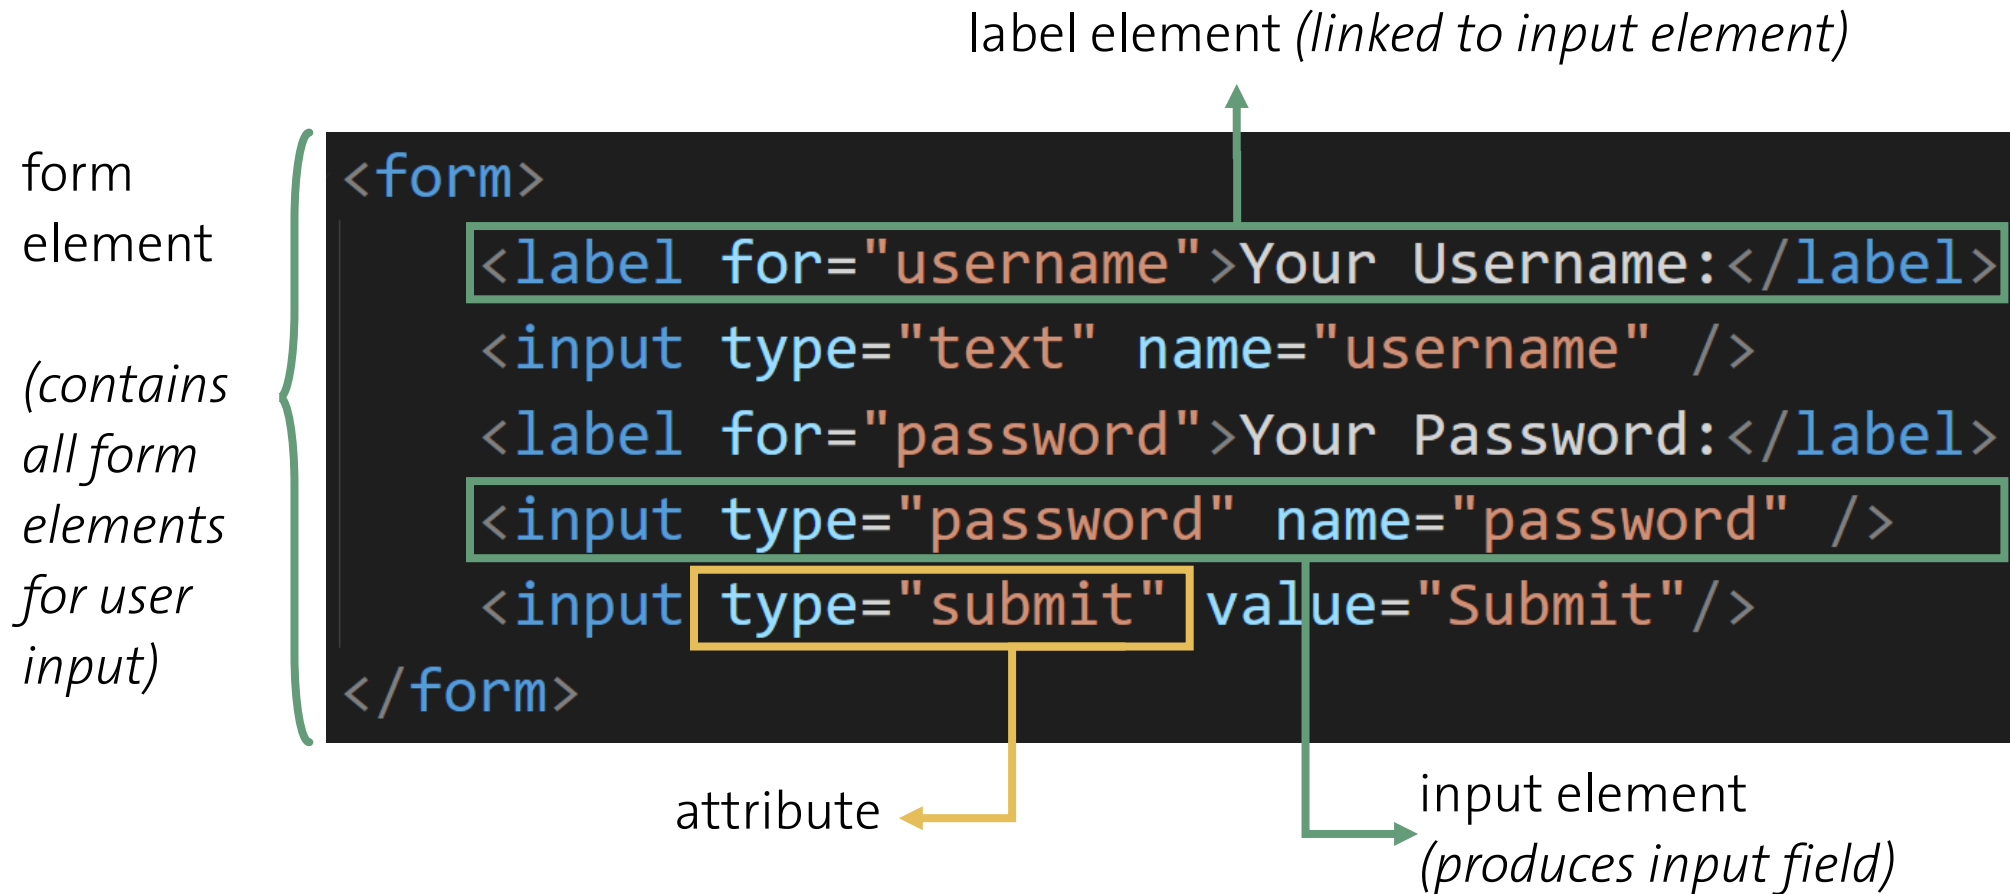 label element (linked to input element)
form
element
(contains
all form
elements
for user
input)
<form>
<label for="username">Your Username:</label>
<input type="text" name="username" />
<label for="password">Your Password:</label>
<input type="password" name="password" />
<input type="submit" value="Submit"/>
</form>
attribute
input element
(produces input field)